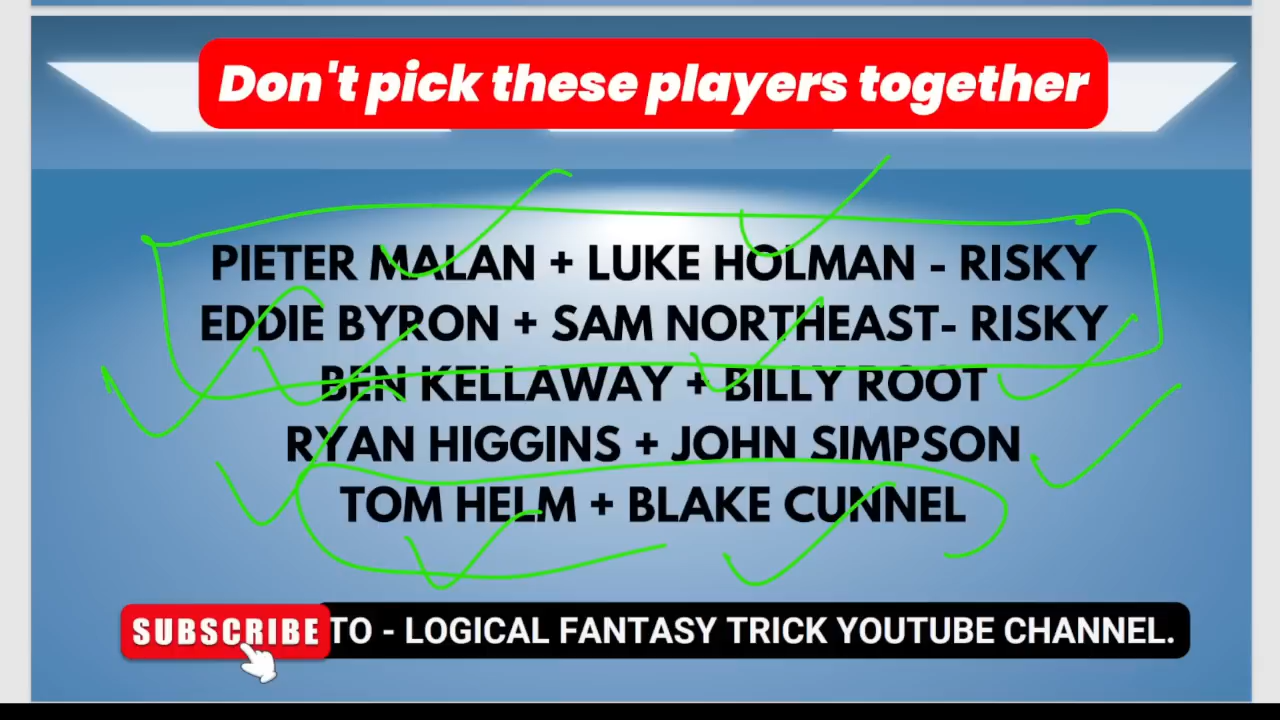 Don't pick these players together
PIETER MALAN + LUKE HOLMAN - RISKY
EDDIE BYRON + SAM NORTHEAST- RISKY
BEN KELLAWAY + BILLY ROOT
RYAN HIGGINS + JOHN SIMPSON
TOM HELM + BLAKE CUNNEL
SUBSCRIBE TO - LOGICAL FANTASY TRICK YOUTUBE CHANNEL.